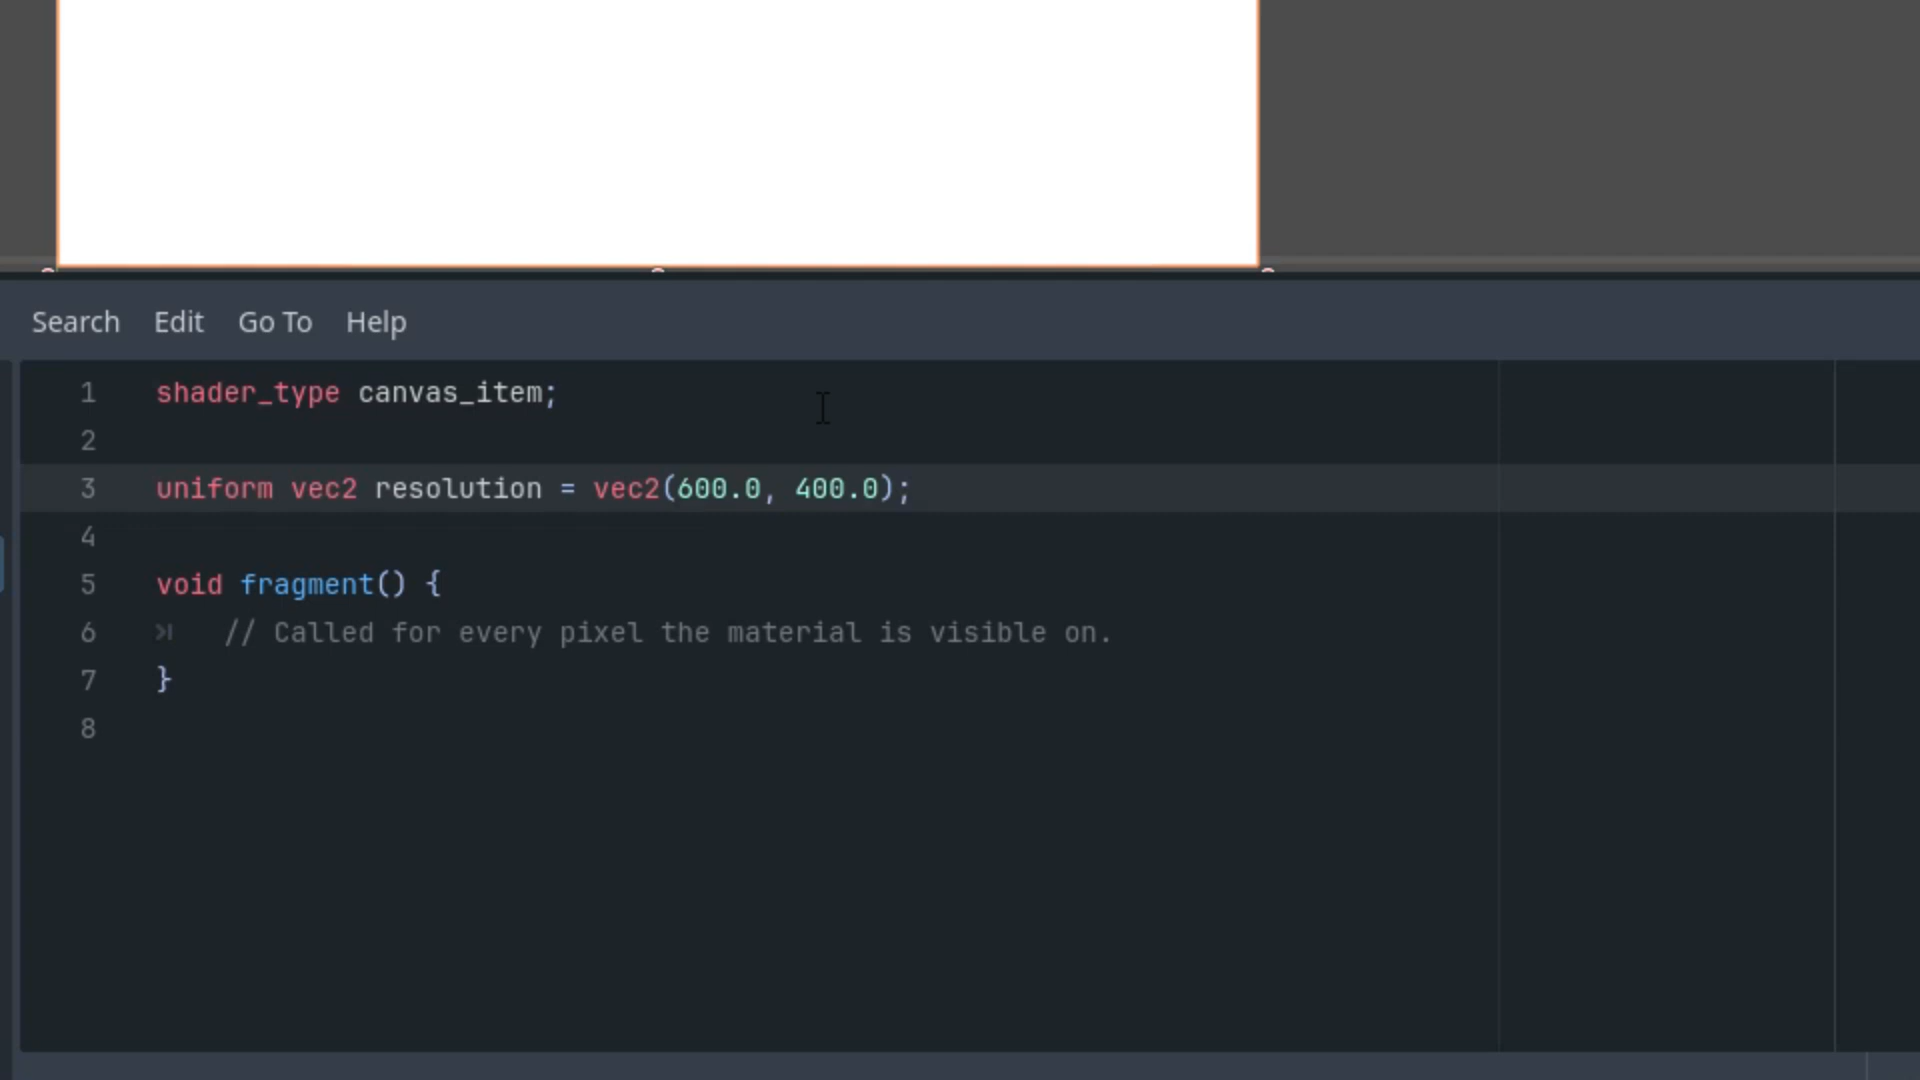 Search Edit Go To Help
1 shader_type canvas_item;
2
3 uniform vec2 resolution = vec2(600.0, 400.0);
4
5 void fragment() {
6 // Called for every pixel the material is visible on.
7 }
8